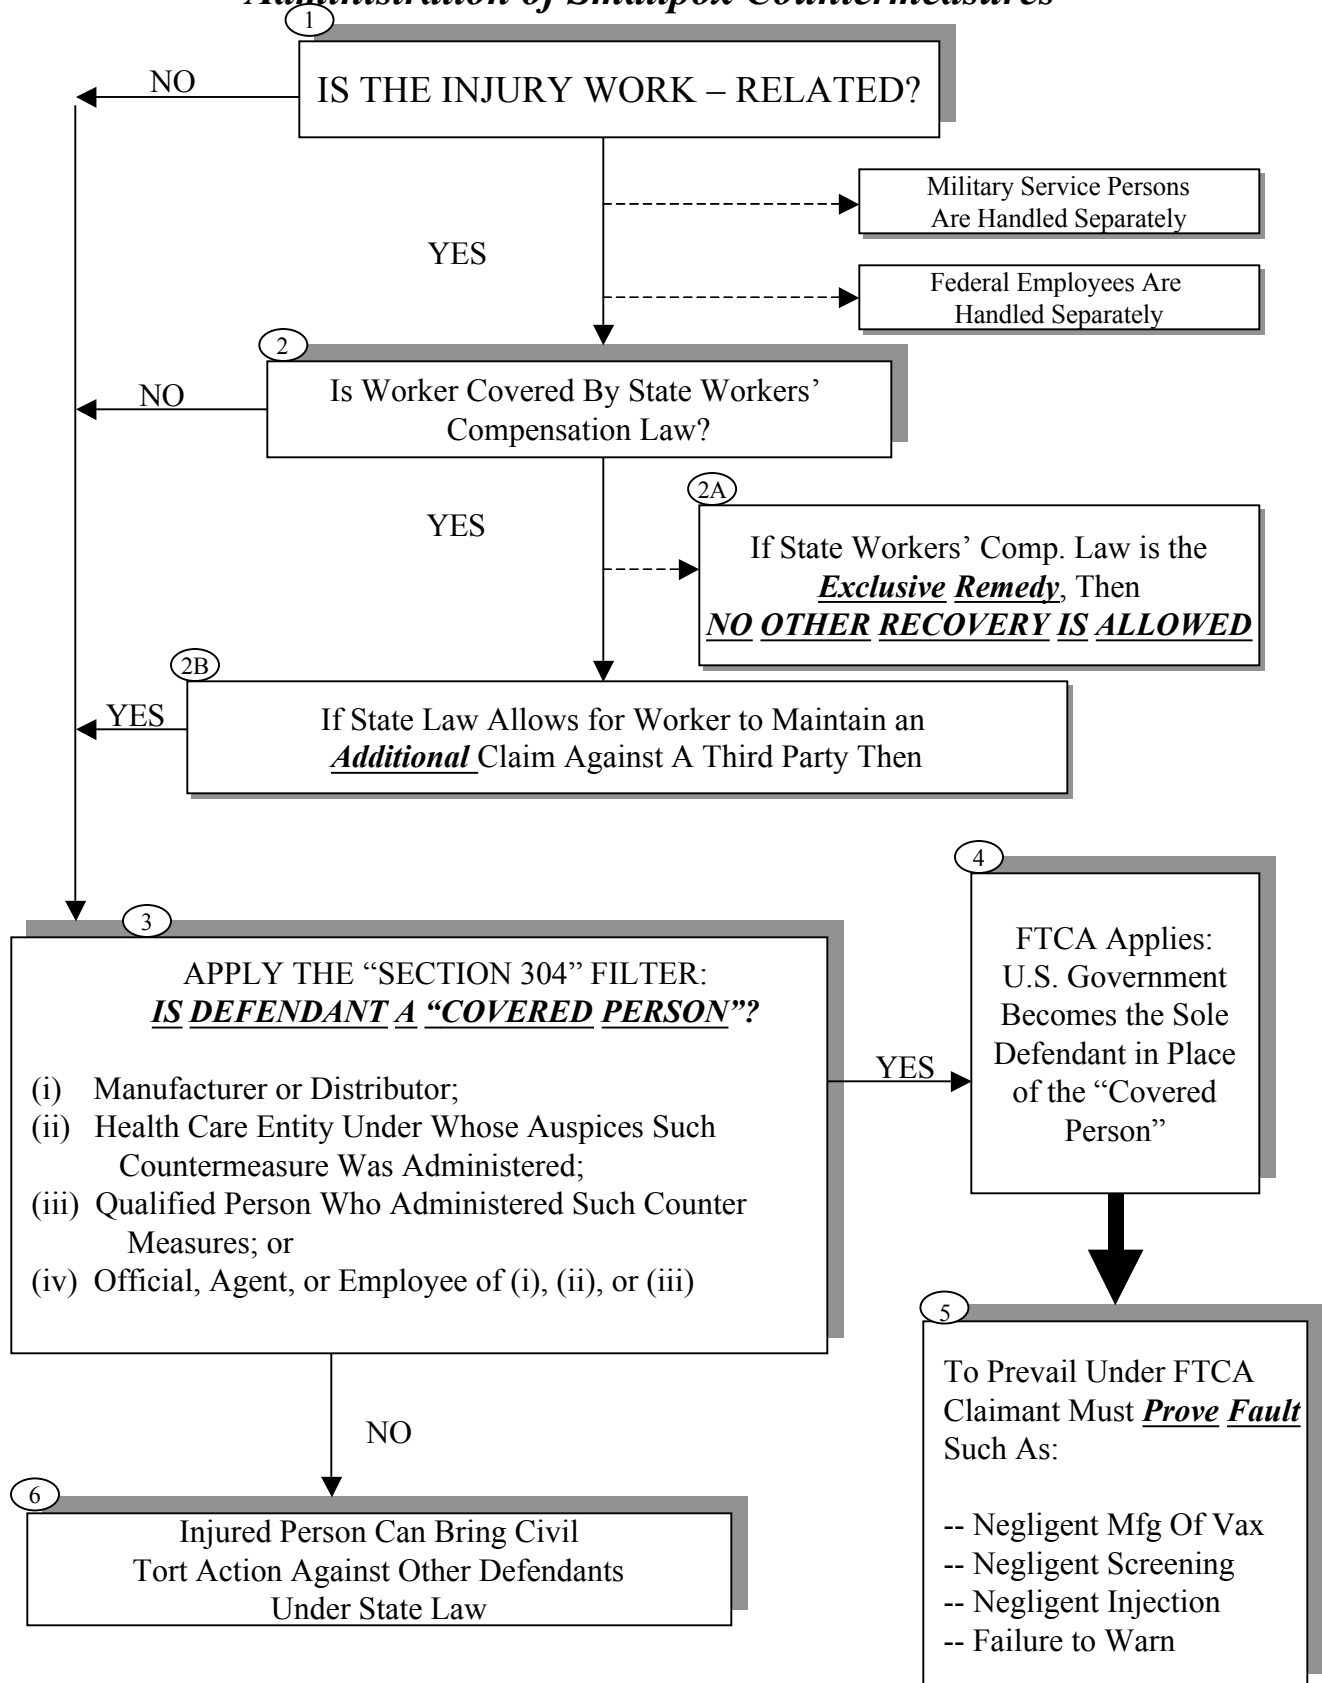 Administration of Smallpox Countermeasures
1
IS THE INJURY WORK – RELATED?
NO
Military Service Persons
Are Handled Separately
YES
Federal Employees Are
Handled Separately
2
Is Worker Covered By State Workers’
Compensation Law?
NO
2A
YES
If State Workers’ Comp. Law is the
Exclusive Remedy, Then
NO OTHER RECOVERY IS ALLOWED
2B
YES
If State Law Allows for Worker to Maintain an
Additional Claim Against A Third Party Then
3
APPLY THE “SECTION 304” FILTER:
IS DEFENDANT A “COVERED PERSON”?
(i) Manufacturer or Distributor;
(ii) Health Care Entity Under Whose Auspices Such
Countermeasure Was Administered;
(iii) Qualified Person Who Administered Such Counter
Measures; or
(iv) Official, Agent, or Employee of (i), (ii), or (iii)
YES
4
FTCA Applies:
U.S. Government
Becomes the Sole
Defendant in Place
of the “Covered
Person”
5
To Prevail Under FTCA
Claimant Must Prove Fault
Such As:
-- Negligent Mfg Of Vax
-- Negligent Screening
-- Negligent Injection
-- Failure to Warn
NO
6
Injured Person Can Bring Civil
Tort Action Against Other Defendants
Under State Law